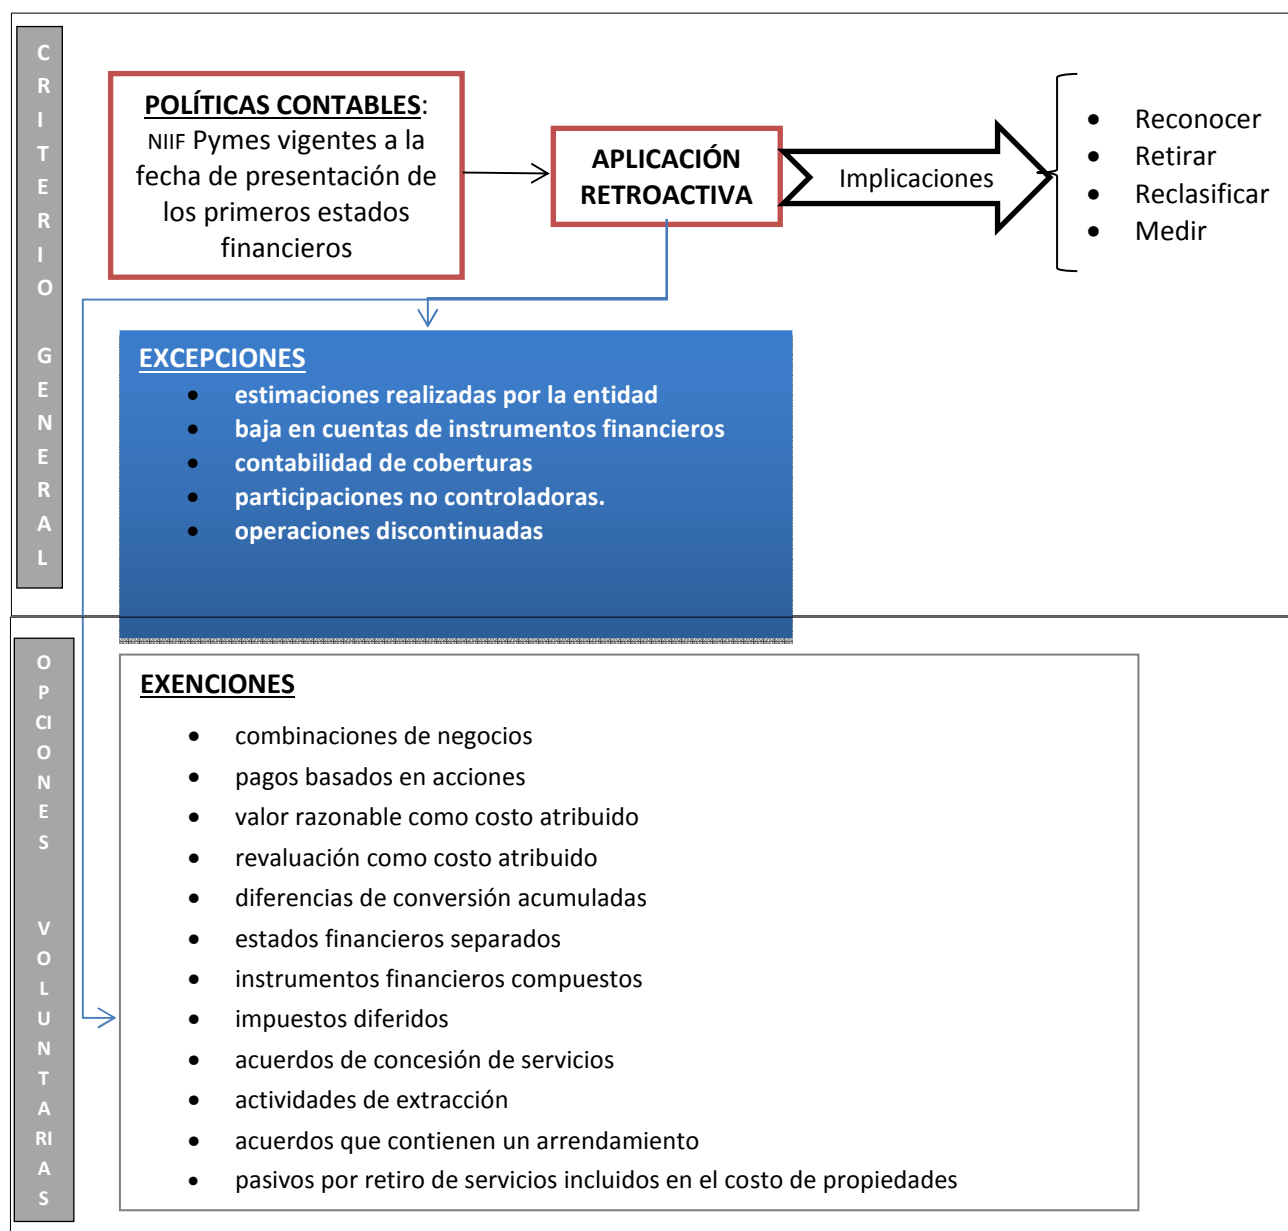 CRITERIO GENERAL
POLÍTICAS CONTABLES:
NIIF Pymes vigentes a la
fecha de presentación de
los primeros estados
financieros
APLICACIÓN
RETROACTIVA
Implicaciones
• Reconocer
• Retirar
• Reclasificar
• Medir
EXCEPCIONES
• estimaciones realizadas por la entidad
• baja en cuentas de instrumentos financieros
• contabilidad de coberturas
• participaciones no controladoras.
• operaciones discontinuadas
OPCIONES VOLUNTARIAS
EXENCIONES
• combinaciones de negocios
• pagos basados en acciones
• valor razonable como costo atribuido
• revaluación como costo atribuido
• diferencias de conversión acumuladas
• estados financieros separados
• instrumentos financieros compuestos
• impuestos diferidos
• acuerdos de concesión de servicios
• actividades de extracción
• acuerdos que contienen un arrendamiento
• pasivos por retiro de servicios incluidos en el costo de propiedades